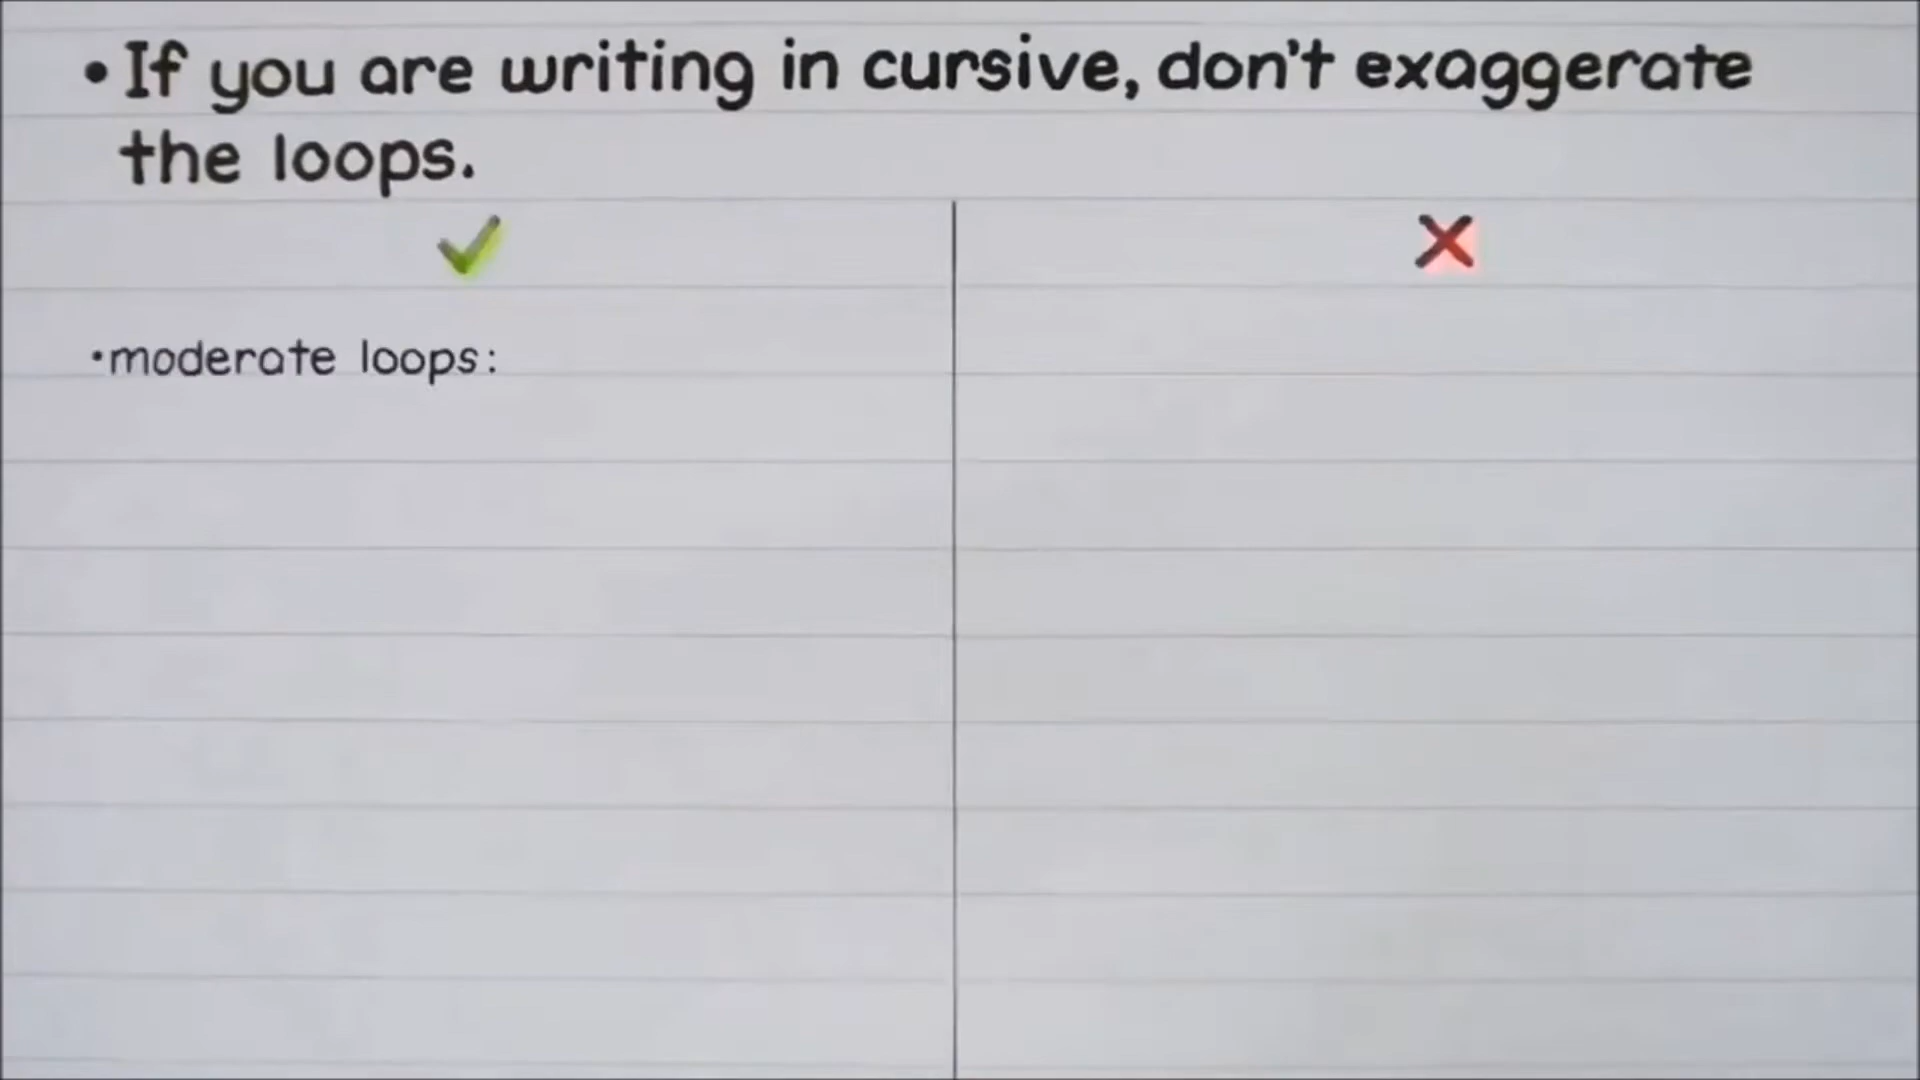 • If you are writing in cursive, don't exaggerate
the loops.
•moderate loops: